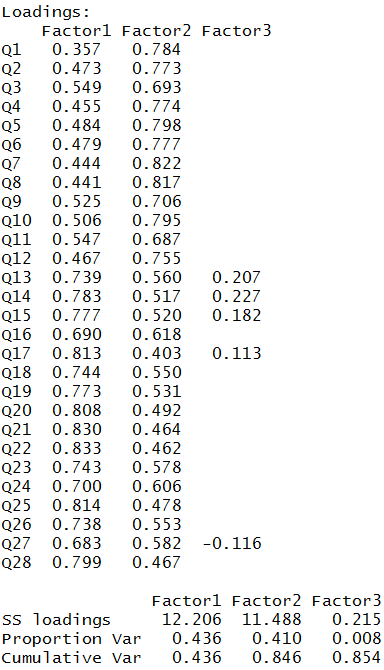 Loadings:
    Factor1 Factor2 Factor3
Q1   0.357   0.784
Q2   0.473   0.773
Q3   0.549   0.693
Q4   0.455   0.774
Q5   0.484   0.798
Q6   0.479   0.777
Q7   0.444   0.822
Q8   0.441   0.817
Q9   0.525   0.706
Q10  0.506   0.795
Q11  0.547   0.687
Q12  0.467   0.755
Q13  0.739   0.560   0.207
Q14  0.783   0.517   0.227
Q15  0.777   0.520   0.182
Q16  0.690   0.618
Q17  0.813   0.403   0.113
Q18  0.744   0.550
Q19  0.773   0.531
Q20  0.808   0.492
Q21  0.830   0.464
Q22  0.833   0.462
Q23  0.743   0.578
Q24  0.700   0.606
Q25  0.814   0.478
Q26  0.738   0.553
Q27  0.683   0.582  -0.116
Q28  0.799   0.467
               Factor1 Factor2 Factor3
SS loadings     12.206  11.488   0.215
Proportion Var   0.436   0.410   0.008
Cumulative Var   0.436   0.846   0.854